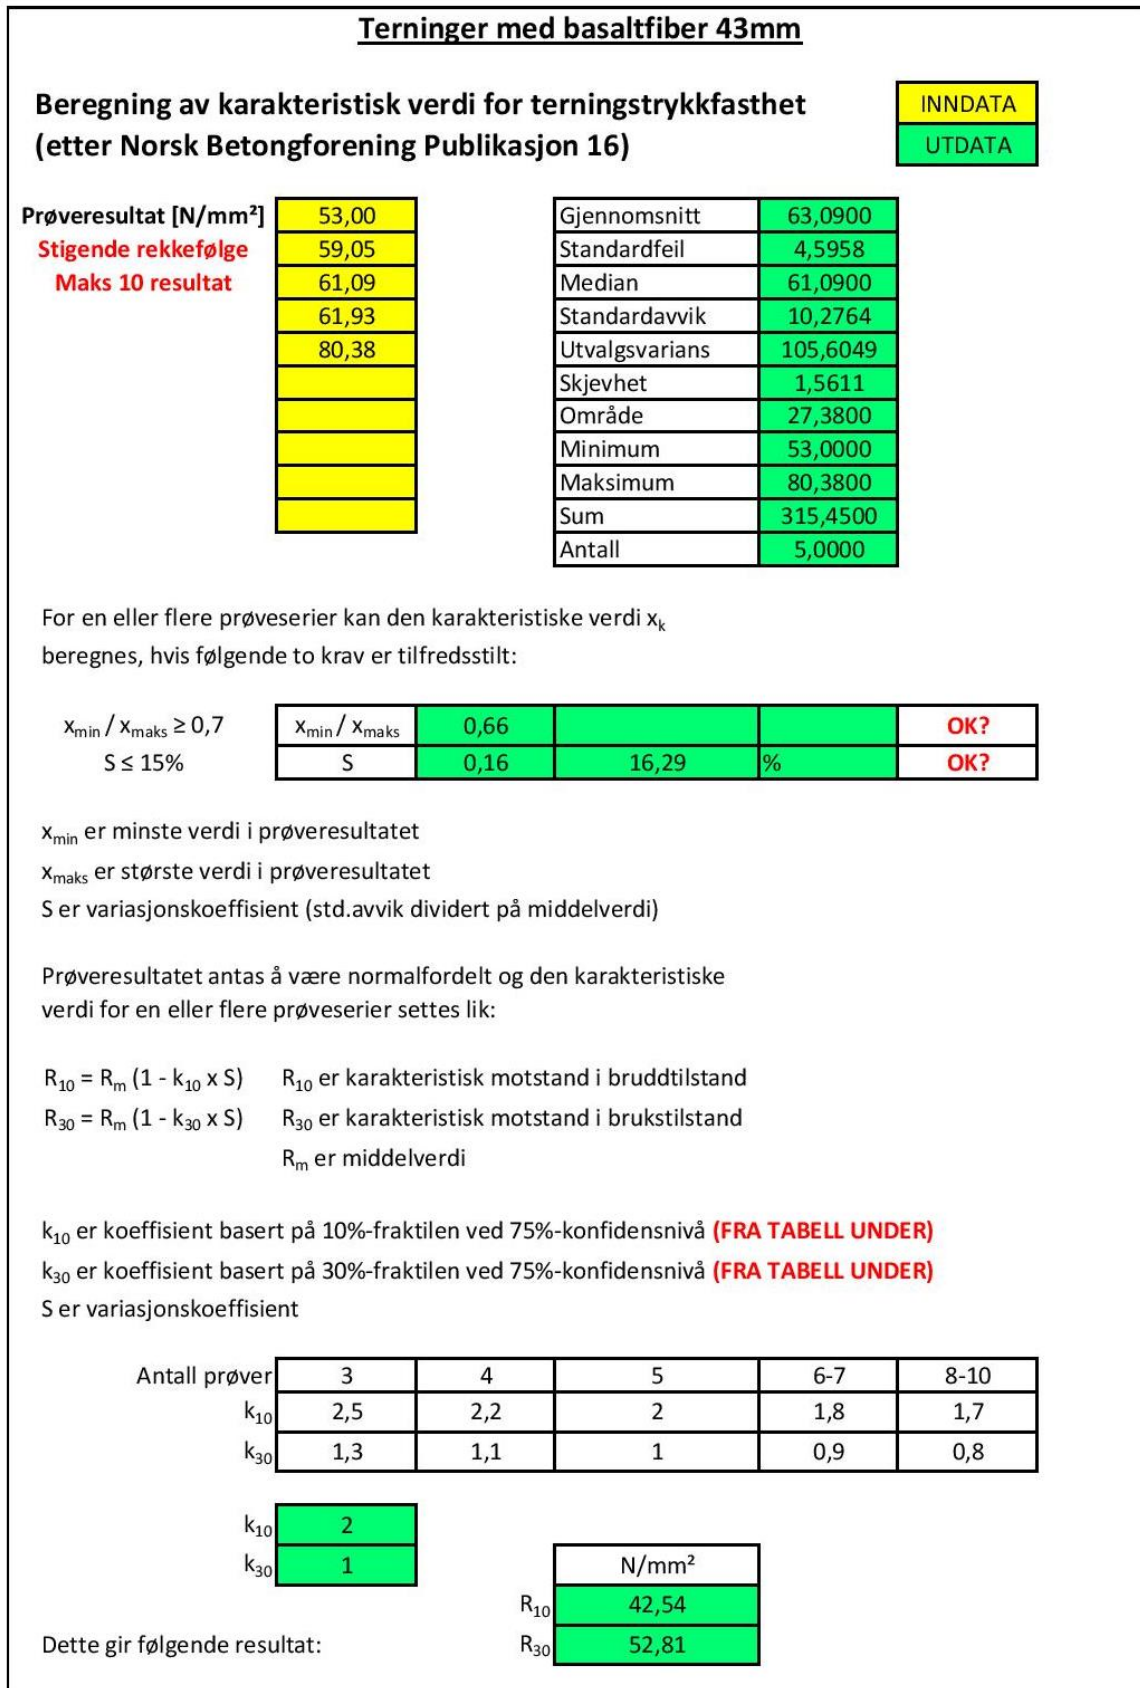 Terninger med basaltfiber 43mm
Beregning av karakteristisk verdi for terningstrykkfasthet
(etter Norsk Betongforening Publikasjon 16)
INNDATA
UTDATA
Prøveresultat [N/mm²] 53,00
Stigende rekkefølge 59,05
Maks 10 resultat 61,09
61,93
80,38
Gjennomsnitt 63,0900
Standardfeil 4,5958
Median 61,0900
Standardavvik 10,2764
Utvalgsvarians 105,6049
Skjevhet 1,5611
Område 27,3800
Minimum 53,0000
Maksimum 80,3800
Sum 315,4500
Antall 5,0000
For en eller flere prøveserier kan den karakteristiske verdi xk
beregnes, hvis følgende to krav er tilfredsstilt:
xmin / xmaks ≥ 0,7 xmin / xmaks 0,66 OK?
S ≤ 15% S 0,16 16,29 % OK?
xmin er minste verdi i prøveresultatet
xmaks er største verdi i prøveresultatet
S er variasjonskoeffisient (std.avvik dividert på middelverdi)
Prøveresultatet antas å være normalfordelt og den karakteristiske
verdi for en eller flere prøveserier settes lik:
R10 = Rm (1 - k10 x S) R10 er karakteristisk motstand i bruddtilstand
R30 = Rm (1 - k30 x S) R30 er karakteristisk motstand i brukstilstand
Rm er middelverdi
k10 er koeffisient basert på 10%-fraktilen ved 75%-konfidensnivå (FRA TABELL UNDER)
k30 er koeffisient basert på 30%-fraktilen ved 75%-konfidensnivå (FRA TABELL UNDER)
S er variasjonskoeffisient
Antall prøver 3 4 5 6-7 8-10
k10 2,5 2,2 2 1,8 1,7
k30 1,3 1,1 1 0,9 0,8
k10 2
k30 1
N/mm²
R10 42,54
Dette gir følgende resultat: R30 52,81